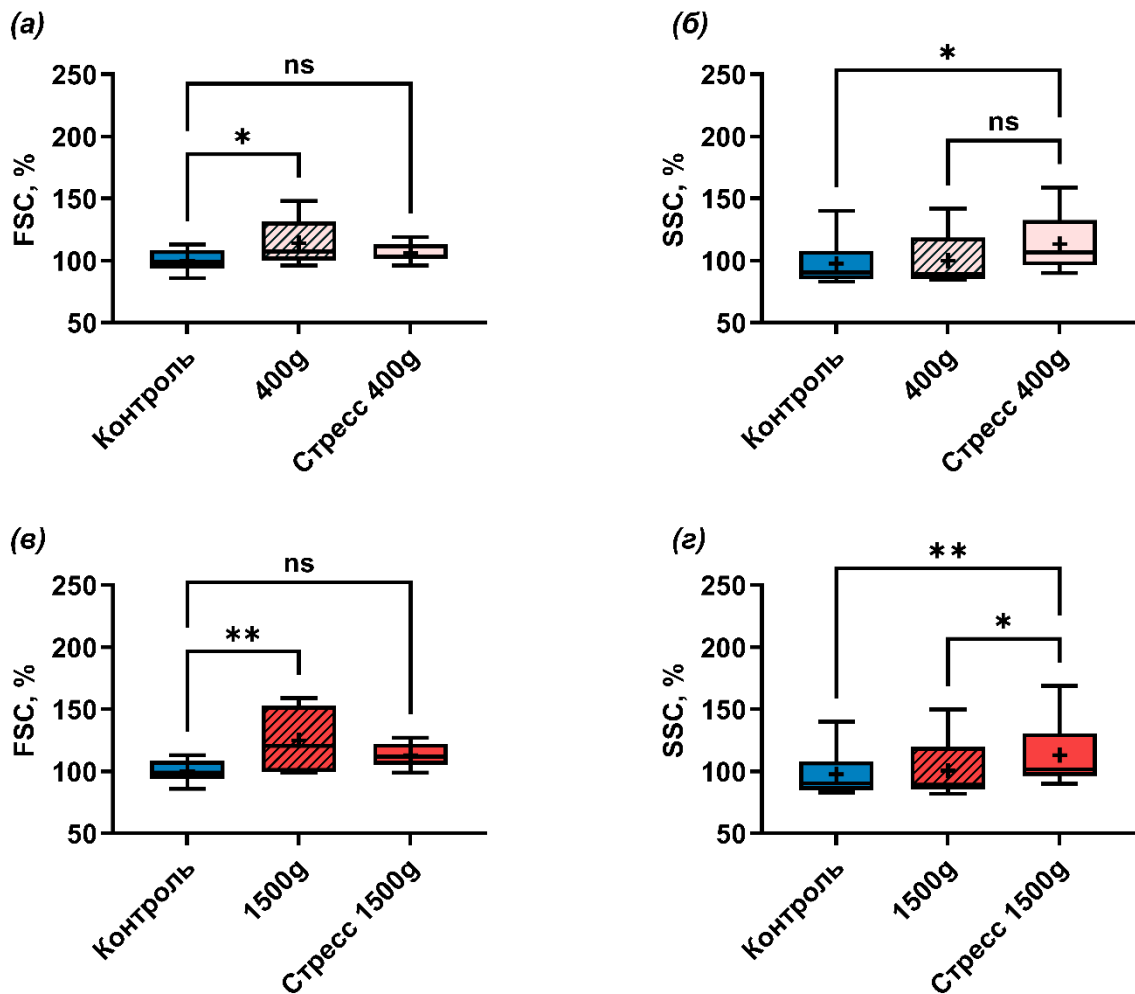 (а)
ns
*
250
200
150
100
50
FSC, %
Контроль
400g
Стресс 400g
(б)
*
ns
250
200
150
100
50
SSC, %
Контроль
400g
Стресс 400g
(в)
ns
**
250
200
150
100
50
FSC, %
Контроль
1500g
Стресс 1500g
(г)
**
*
250
200
150
100
50
SSC, %
Контроль
1500g
Стресс 1500g